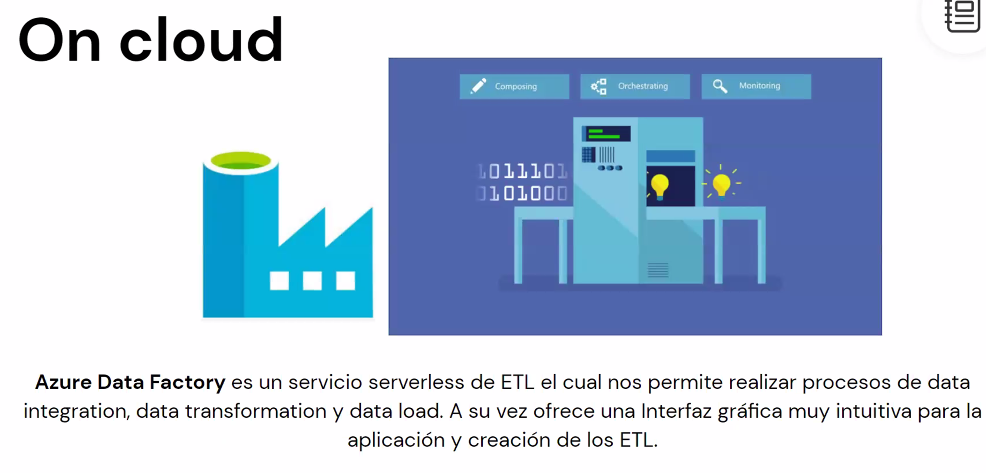 On cloud
Composing
Orchestrating
Monitoring
1011101
0101000
Azure Data Factory es un servicio serverless de ETL el cual nos permite realizar procesos de data
integration, data transformation y data load. A su vez ofrece una Interfaz gráfica muy intuitiva para la
aplicación y creación de los ETL.